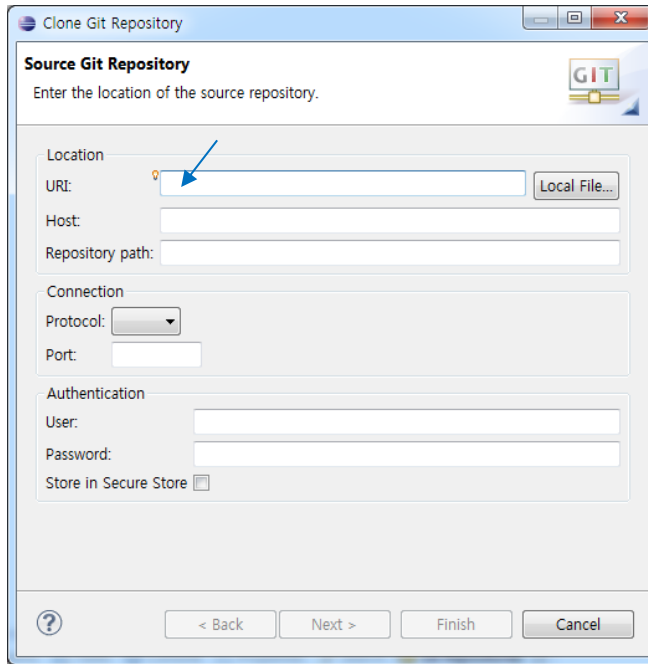 Clone Git Repository
Source Git Repository
Enter the location of the source repository.
GIT
Location
URI: Local File...
Host:
Repository path:
Connection
Protocol:
Port:
Authentication
User:
Password:
Store in Secure Store
< Back Next > Finish Cancel